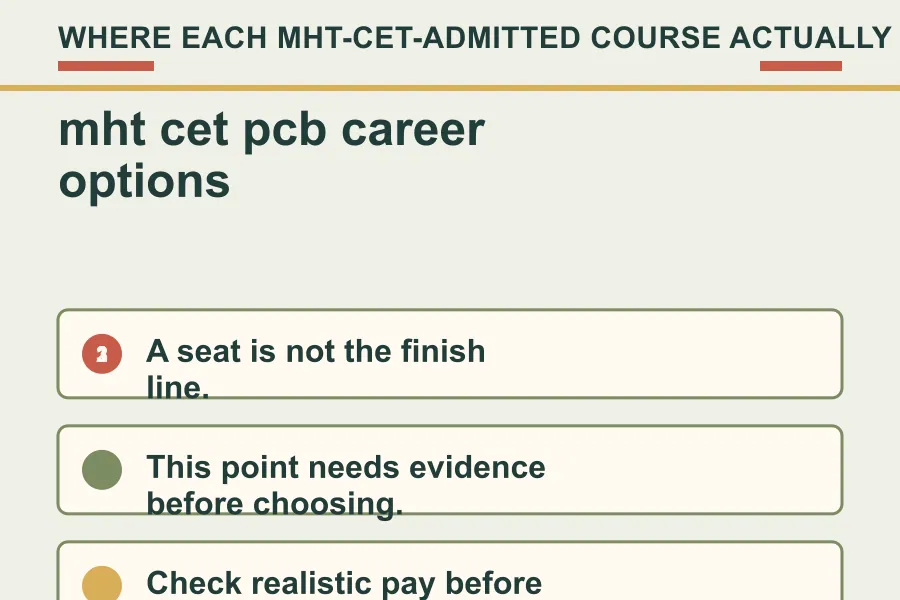 WHERE EACH MHT-CET-ADMITTED COURSE ACTUALLY
mht cet pcb career
options
A seat is not the finish
line.
This point needs evidence
before choosing.
Check realistic pay before